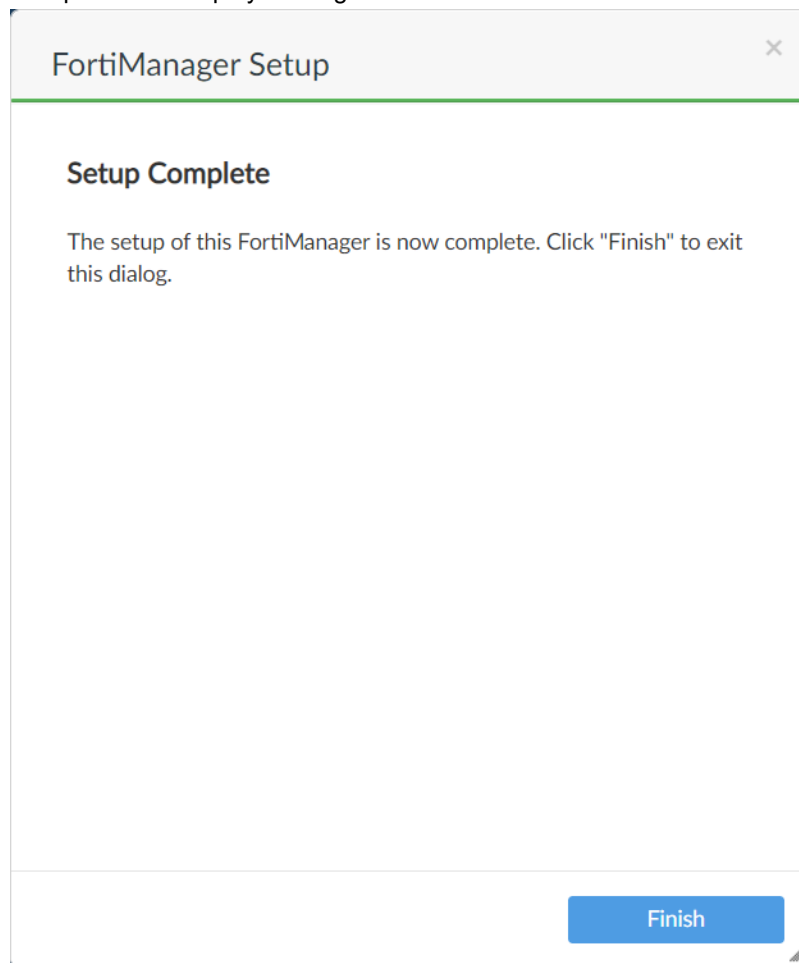 FortiManager Setup
×
Setup Complete
The setup of this FortiManager is now complete. Click "Finish" to exit
this dialog.
Finish